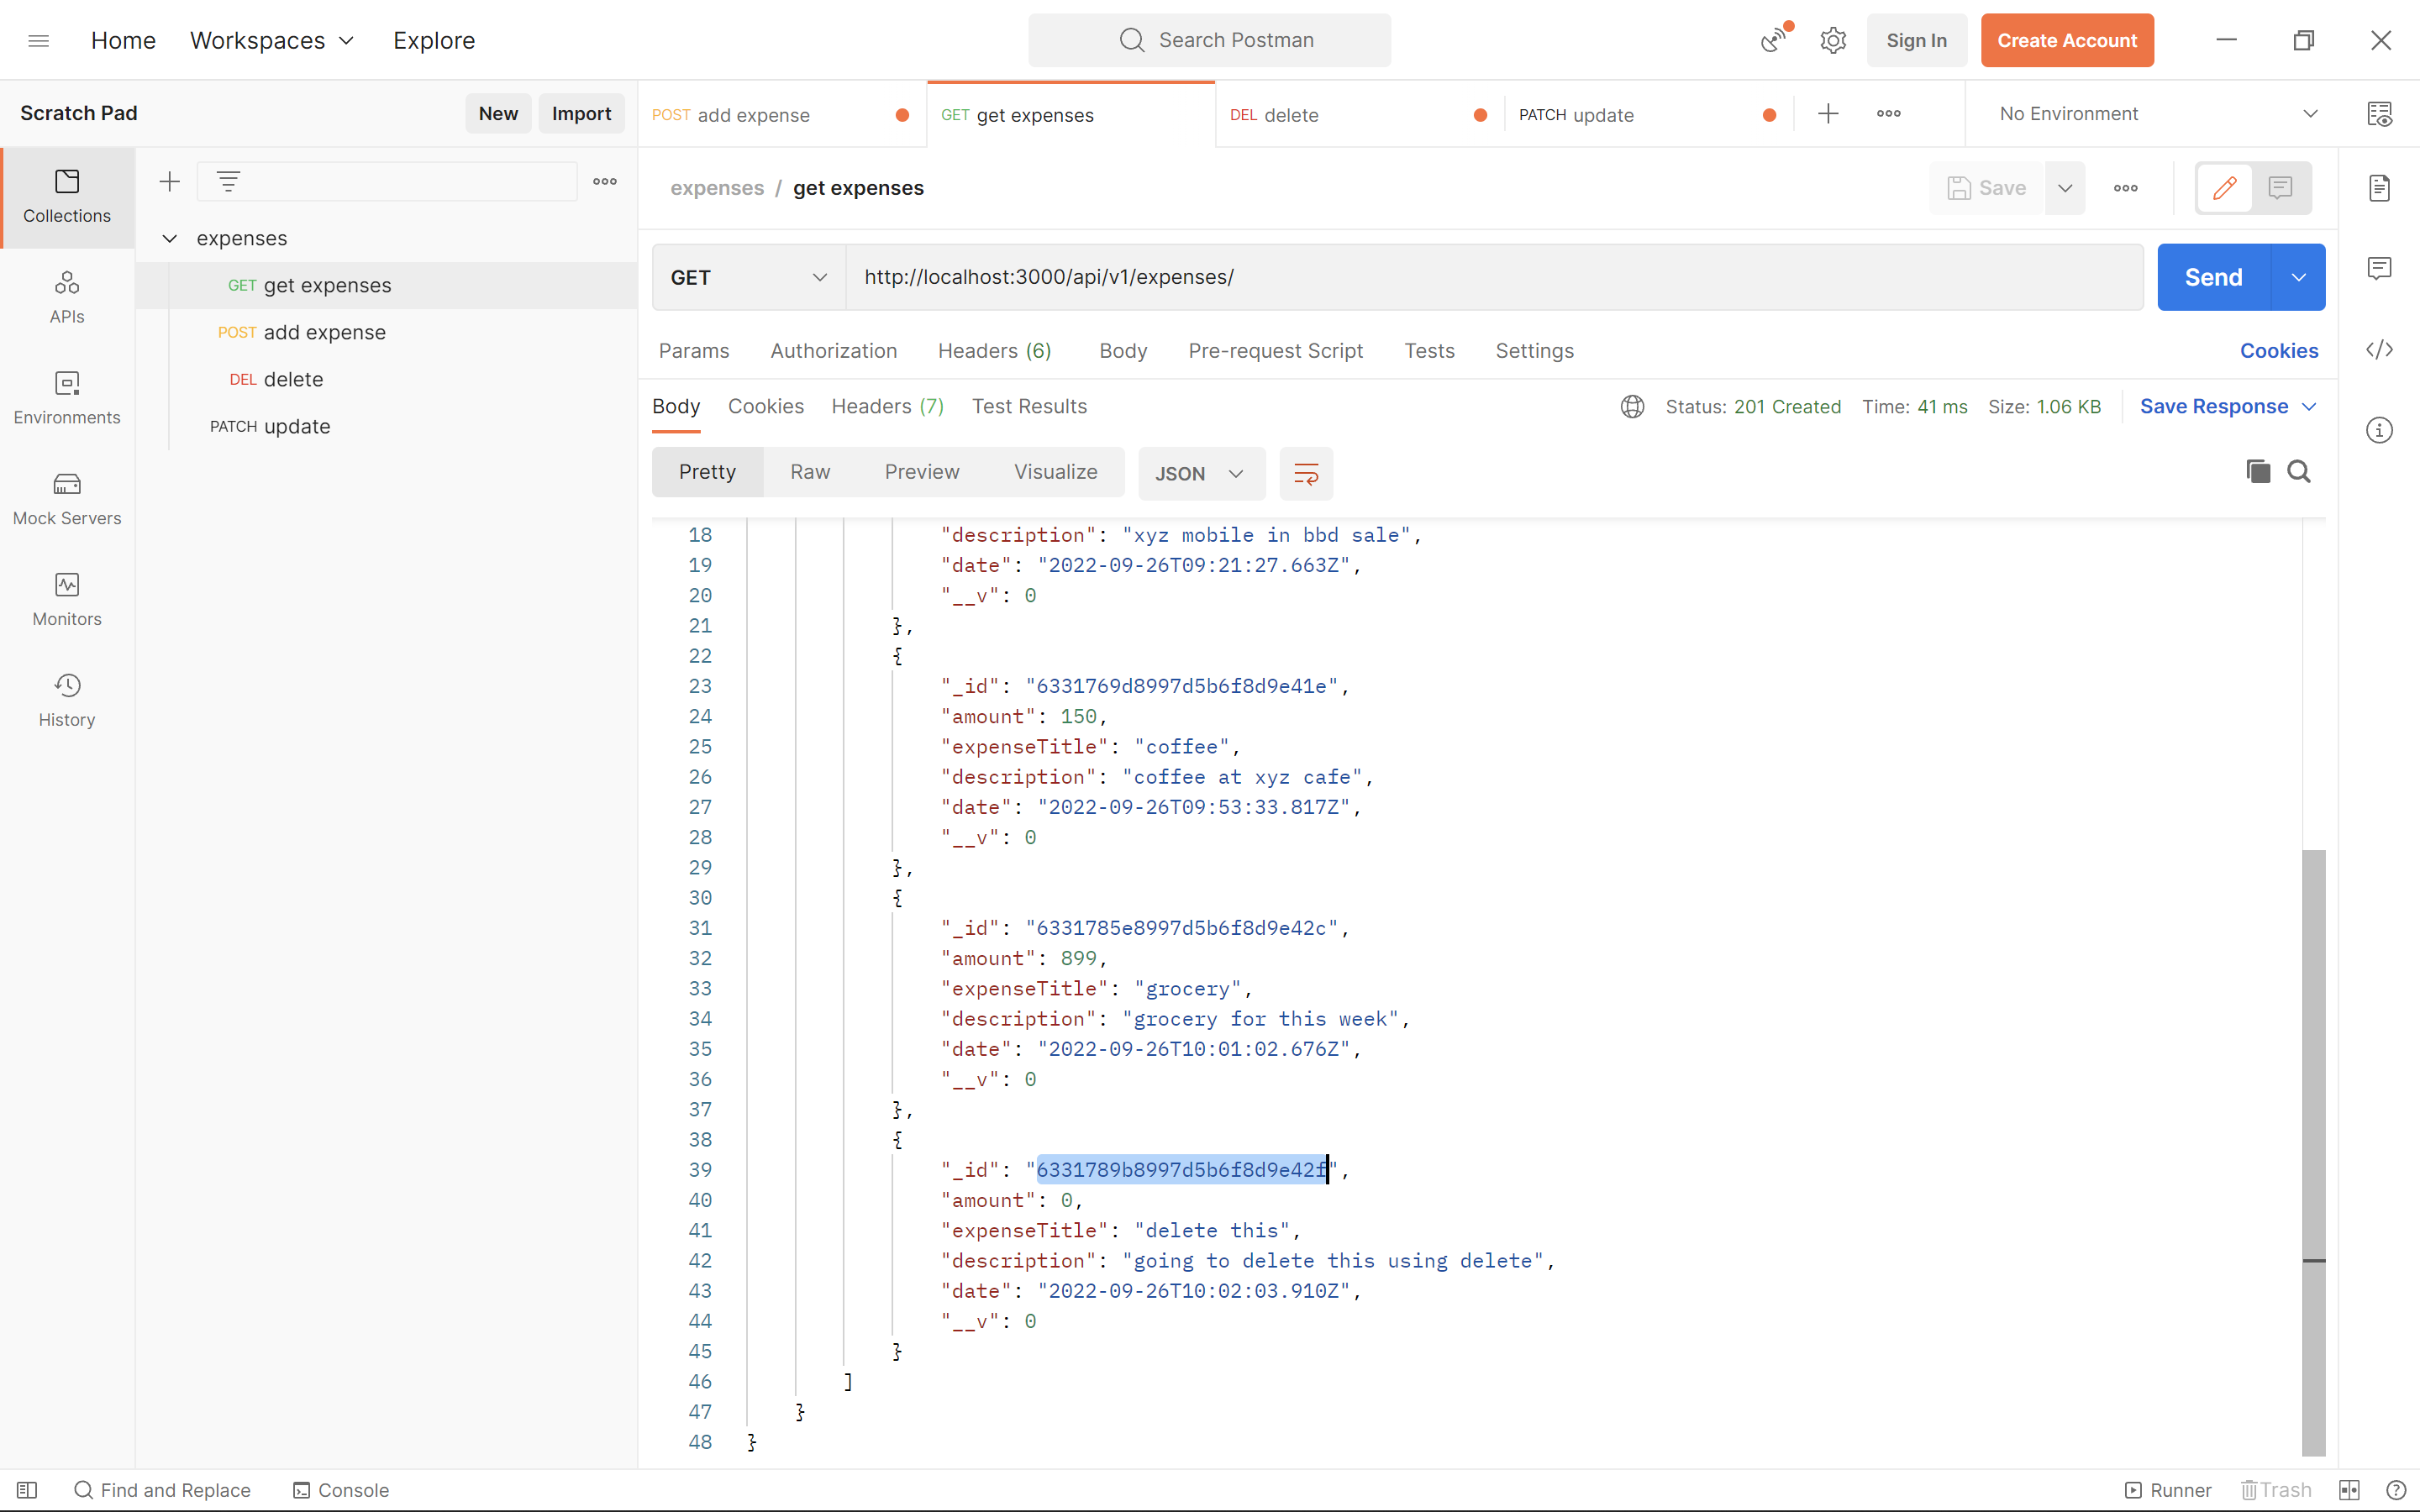 Home Workspaces Explore Search Postman Sign In Create Account
Scratch Pad New Import
POST add expense GET get expenses DEL delete PATCH update No Environment
Collections
APIs
Environments
Mock Servers
Monitors
History
expenses
GET get expenses
POST add expense
DEL delete
PATCH update
expenses / get expenses Save
GET http://localhost:3000/api/v1/expenses/ Send
Params Authorization Headers (6) Body Pre-request Script Tests Settings Cookies
Body Cookies Headers (7) Test Results Status: 201 Created Time: 41 ms Size: 1.06 KB Save Response
Pretty Raw Preview Visualize JSON
18 "description": "xyz mobile in bbd sale",
19 "date": "2022-09-26T09:21:27.663Z",
20 "__v": 0
21 },
22 {
23 "_id": "6331769d8997d5b6f8d9e41e",
24 "amount": 150,
25 "expenseTitle": "coffee",
26 "description": "coffee at xyz cafe",
27 "date": "2022-09-26T09:53:33.817Z",
28 "__v": 0
29 },
30 {
31 "_id": "6331785e8997d5b6f8d9e42c",
32 "amount": 899,
33 "expenseTitle": "grocery",
34 "description": "grocery for this week",
35 "date": "2022-09-26T10:01:02.676Z",
36 "__v": 0
37 },
38 {
39 "_id": "6331789b8997d5b6f8d9e42f",
40 "amount": 0,
41 "expenseTitle": "delete this",
42 "description": "going to delete this using delete",
43 "date": "2022-09-26T10:02:03.910Z",
44 "__v": 0
45 }
46 ]
47 }
48 }
Find and Replace Console Runner Trash